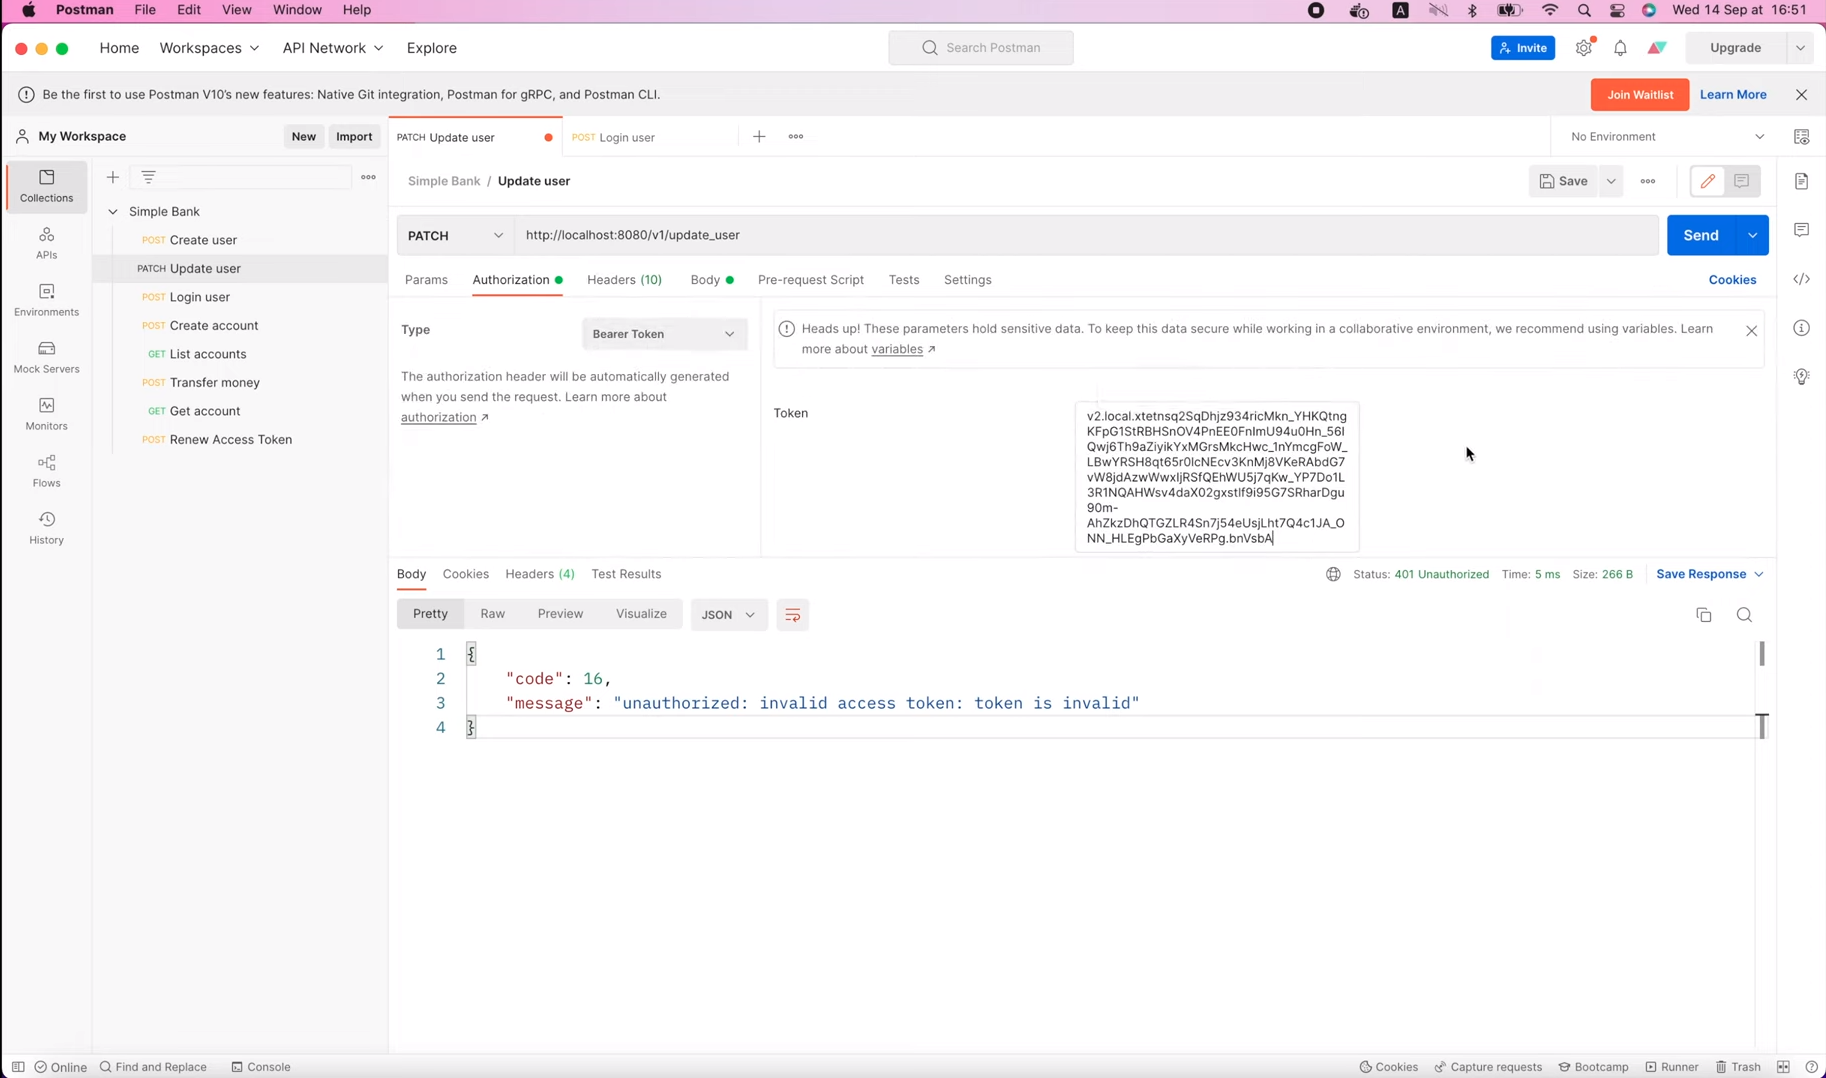 Postman File Edit View Window Help
A Wed 14 Sep at 16:51
Home Workspaces API Network Explore
Search Postman
Invite Upgrade
Be the first to use Postman V10's new features: Native Git integration, Postman for gRPC, and Postman CLI.
Join Waitlist Learn More
My Workspace New Import
PATCH Update user POST Login user
No Environment
Collections
APIs
Environments
Mock Servers
Monitors
Flows
History
Simple Bank
POST Create user
PATCH Update user
POST Login user
POST Create account
GET List accounts
POST Transfer money
GET Get account
POST Renew Access Token
Simple Bank / Update user
Save
PATCH http://localhost:8080/v1/update_user Send
Params Authorization Headers (10) Body Pre-request Script Tests Settings Cookies
Type Bearer Token
The authorization header will be automatically generated
when you send the request. Learn more about
authorization
Heads up! These parameters hold sensitive data. To keep this data secure while working in a collaborative environment, we recommend using variables. Learn
more about variables
Token
v2.local.xtetnsq2SqDhjz934ricMkn_YHKQtng
KFpG1StRBHSnOV4PnEE0FnImU94u0Hn_56I
Qwj6Th9aZiyikYxMGrsMkcHwc_1nYmcgFoW_
LBwYRSH8qt65r0lcNEcv3KnMj8VKeRAbdG7
vW8jdAzwWwxIjRSfQEhWU5j7qKw_YP7Do1L
3R1NQAHWsv4daX02gxstlf9i95G7SRharDgu
90m-
AhZkzDhQTGZLR4Sn7j54eUsjLht7Q4c1JA_O
NN_HLEgPbGaXyVeRPg.bnVsbA
Body Cookies Headers (4) Test Results
Status: 401 Unauthorized Time: 5 ms Size: 266 B Save Response
Pretty Raw Preview Visualize JSON
1 {
2 "code": 16,
3 "message": "unauthorized: invalid access token: token is invalid"
4 }
Online Find and Replace Console
Cookies Capture requests Bootcamp Runner Trash